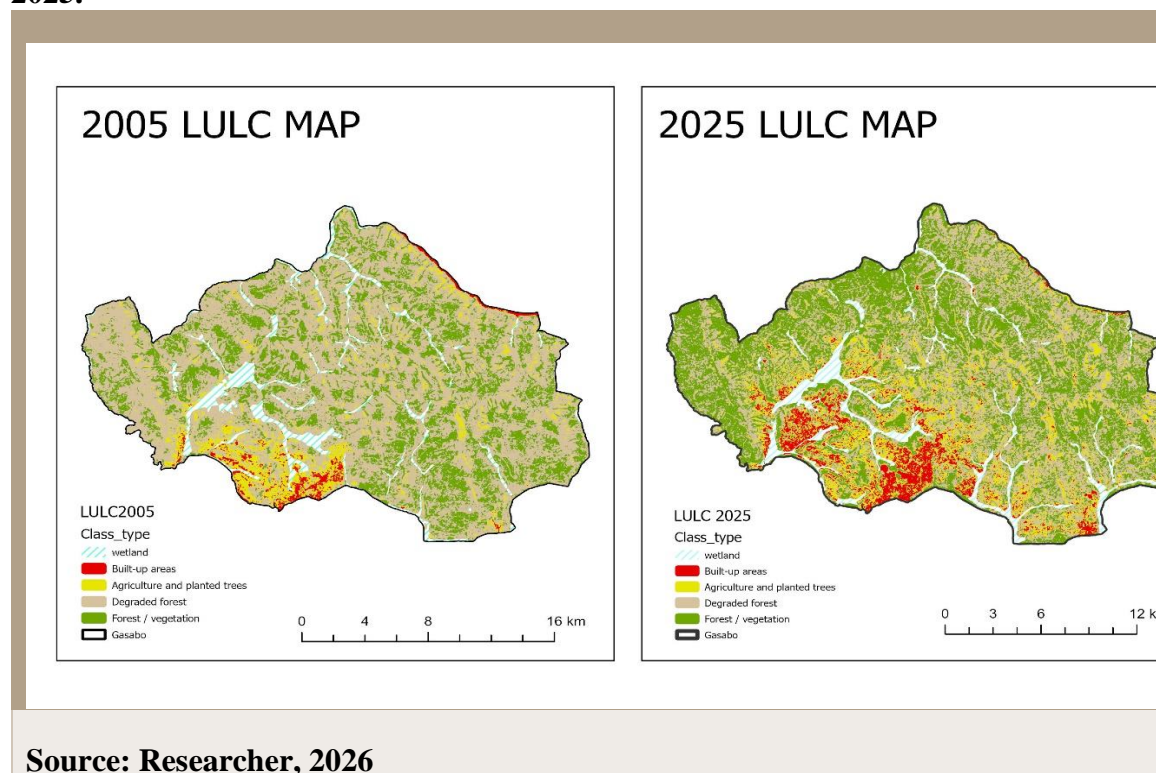 2025.
2005 LULC MAP
LULC2005
Class_type
wetland
Built-up areas
Agriculture and planted trees
Degraded forest
Forest / vegetation
Gasabo
0 4 8 16 km
2025 LULC MAP
LULC 2025
Class_type
wetland
Built-up areas
Agriculture and planted trees
Degraded forest
Forest / vegetation
Gasabo
0 3 6 12 k
Source: Researcher, 2026